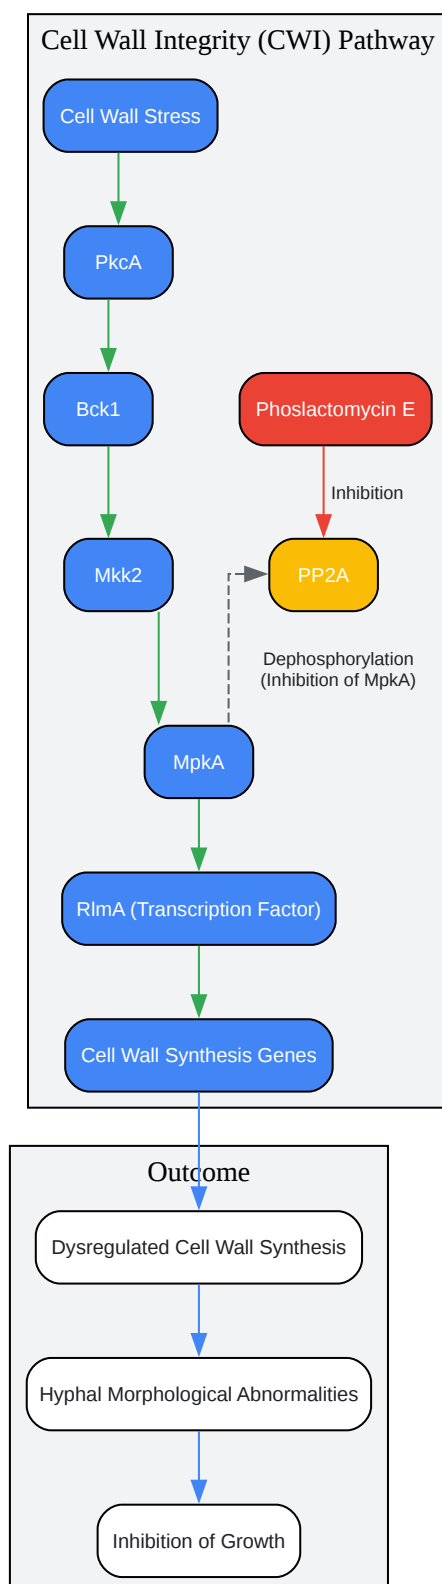 Cell Wall Integrity (CWI) Pathway
Cell Wall Stress
PkcA
Bck1
Phoslactomycin E
Inhibition
Mkk2
PP2A
Dephosphorylation
(Inhibition of MpkA)
MpkA
RlmA (Transcription Factor)
Cell Wall Synthesis Genes
Outcome
Dysregulated Cell Wall Synthesis
Hyphal Morphological Abnormalities
Inhibition of Growth